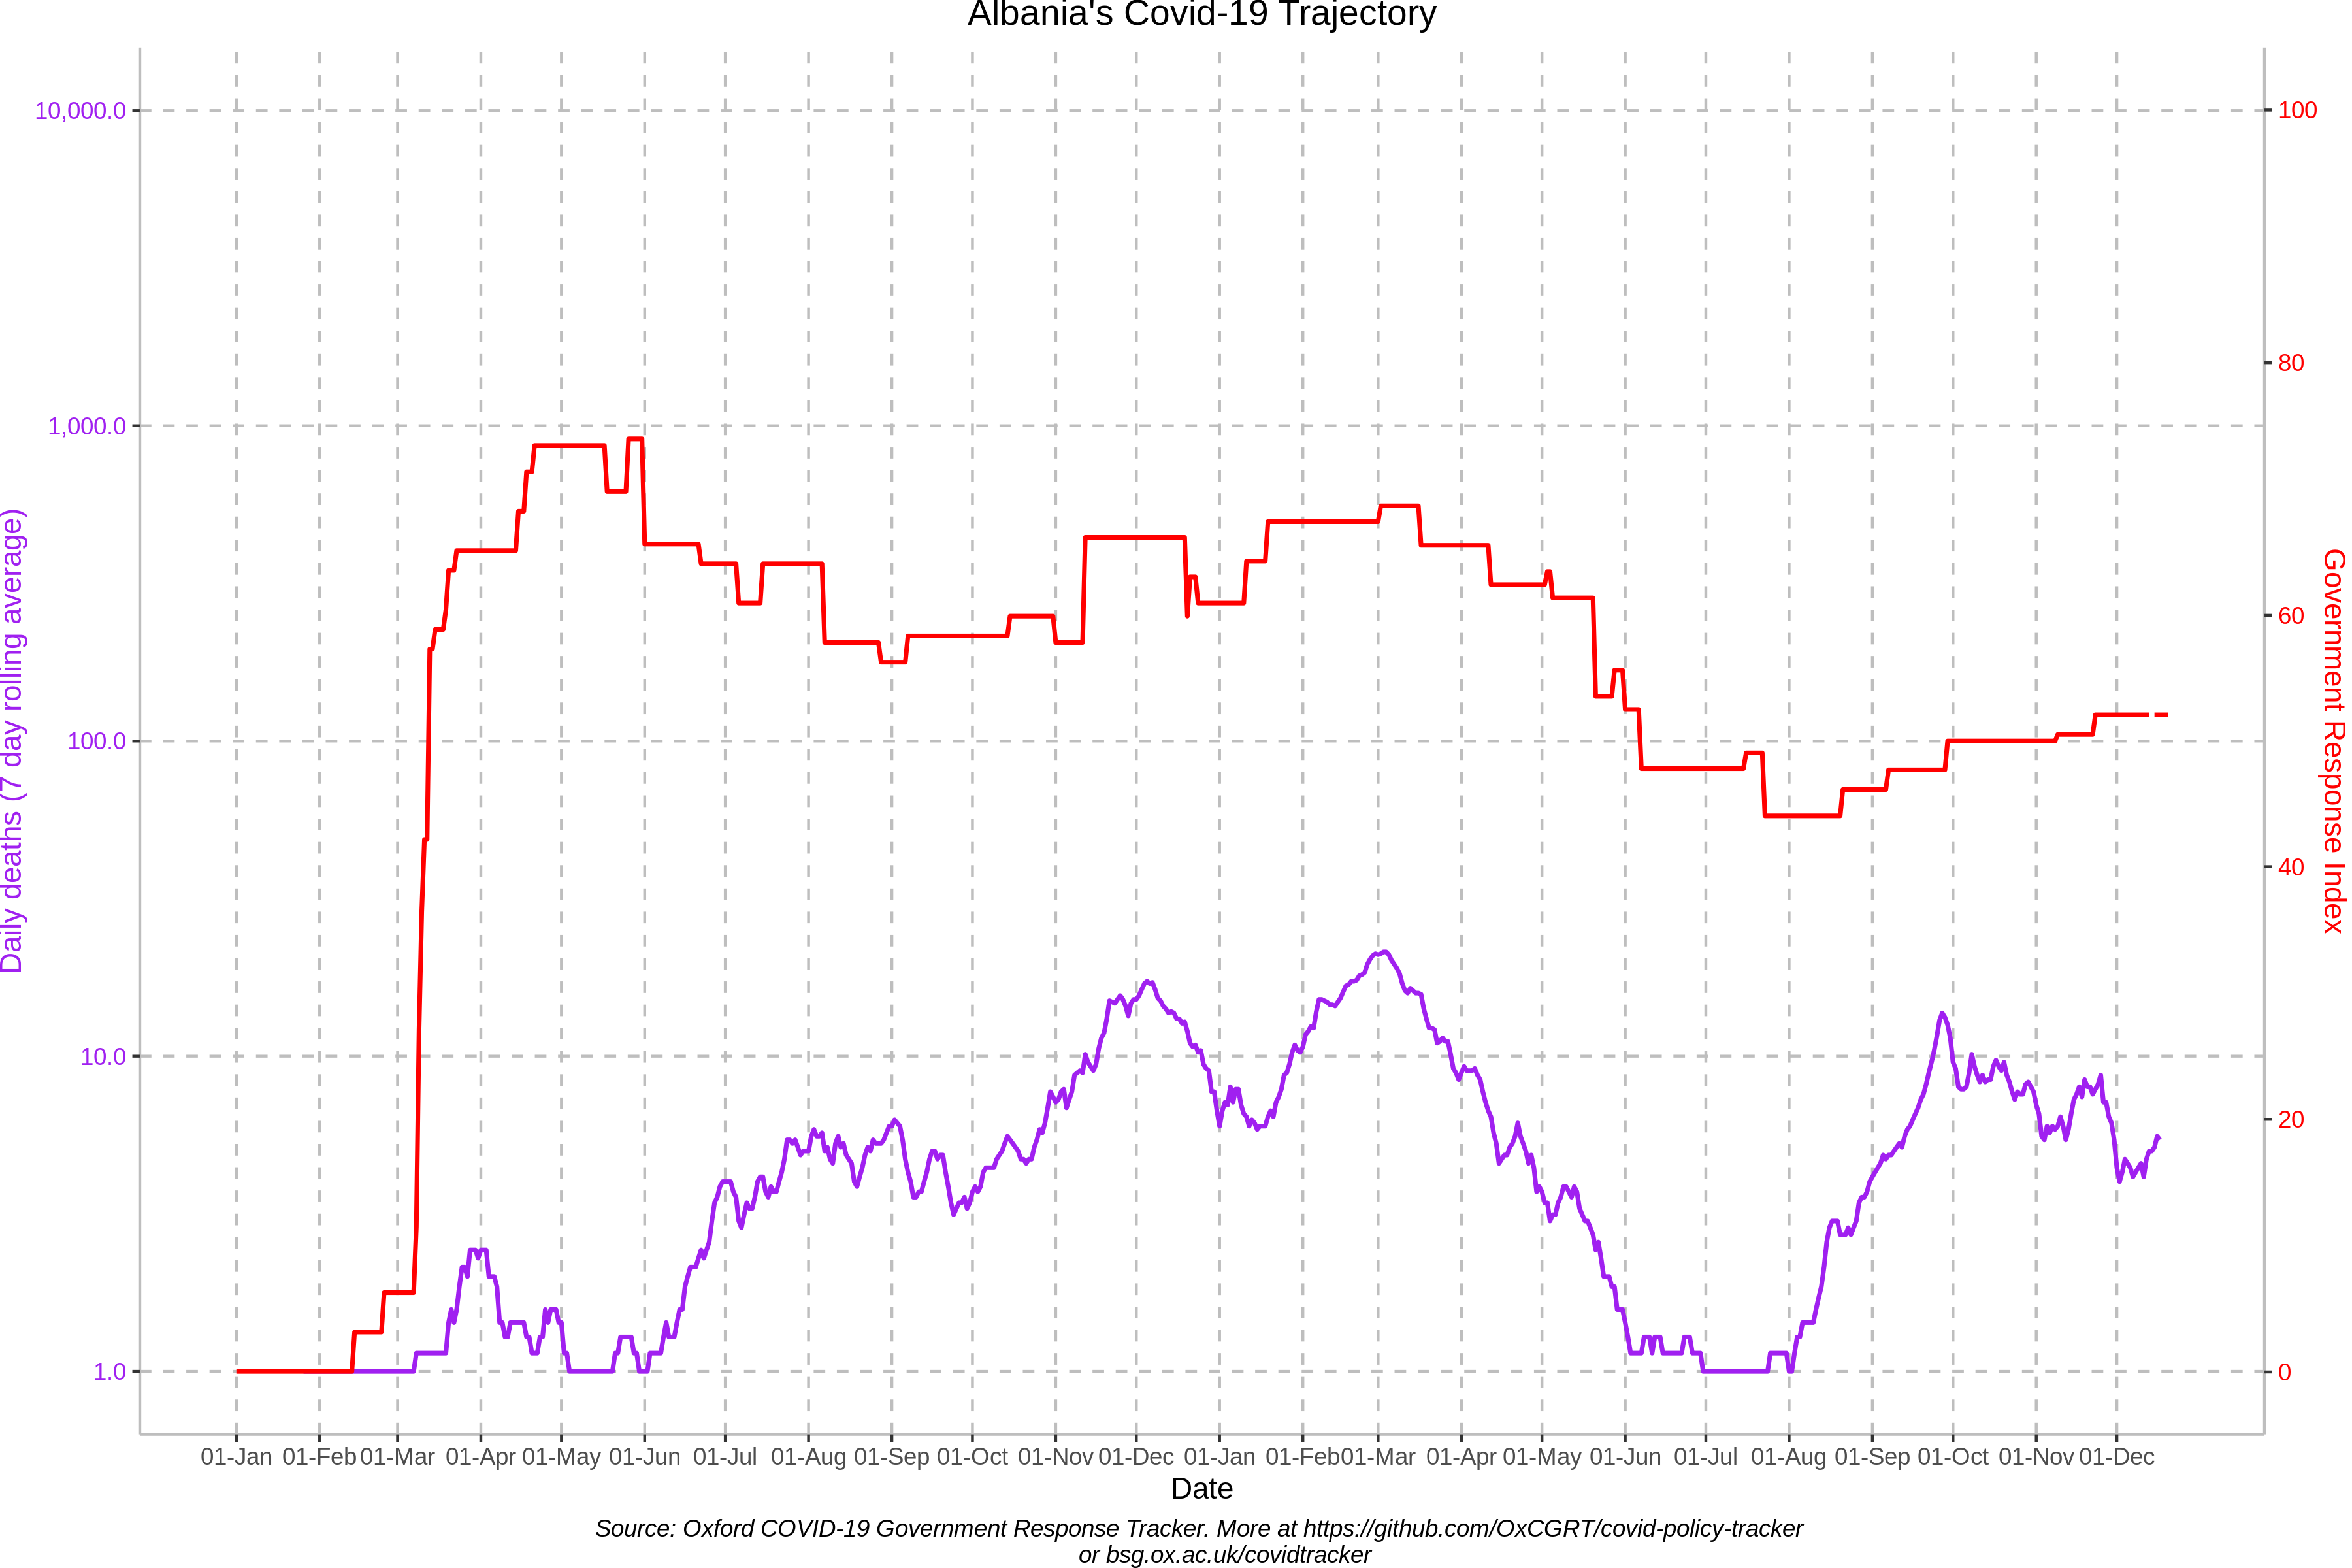 Albania's Covid-19 Trajectory
10,000.0
1,000.0
100.0
10.0
1.0
Daily deaths (7 day rolling average)
100
80
60
40
20
0
Government Response Index
01-Jan 01-Feb 01-Mar 01-Apr 01-May 01-Jun 01-Jul 01-Aug 01-Sep 01-Oct 01-Nov 01-Dec 01-Jan 01-Feb 01-Mar 01-Apr 01-May 01-Jun 01-Jul 01-Aug 01-Sep 01-Oct 01-Nov 01-Dec
Date
Source: Oxford COVID-19 Government Response Tracker. More at https://github.com/OxCGRT/covid-policy-tracker
or bsg.ox.ac.uk/covidtracker